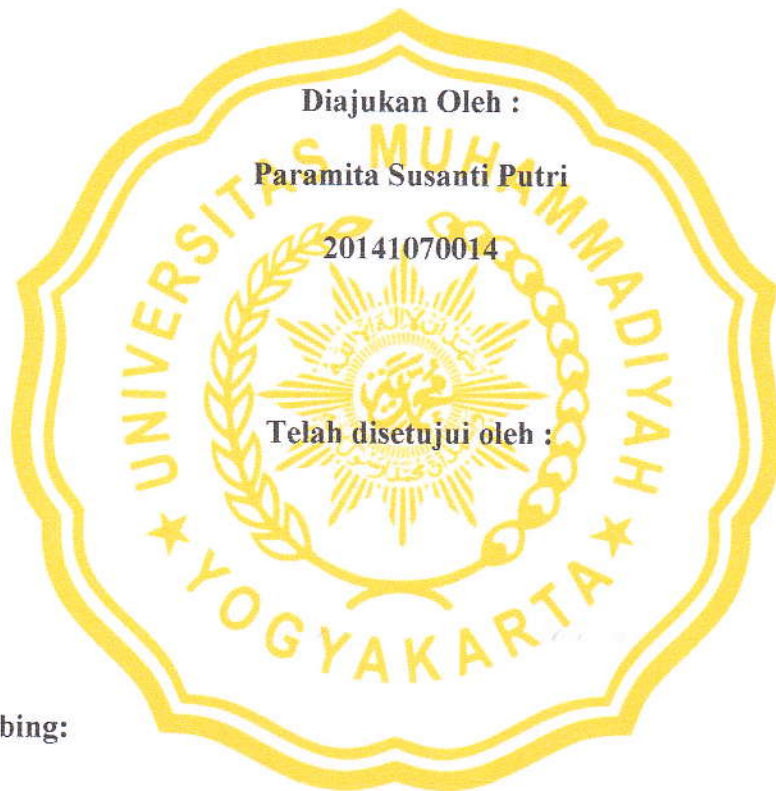 Diajukan Oleh :
Paramita Susanti Putri
20141070014
Telah disetujui oleh :
UNIVERSITAS MUHAMMADIYAH
★ YOGYAKARTA ★
bing: